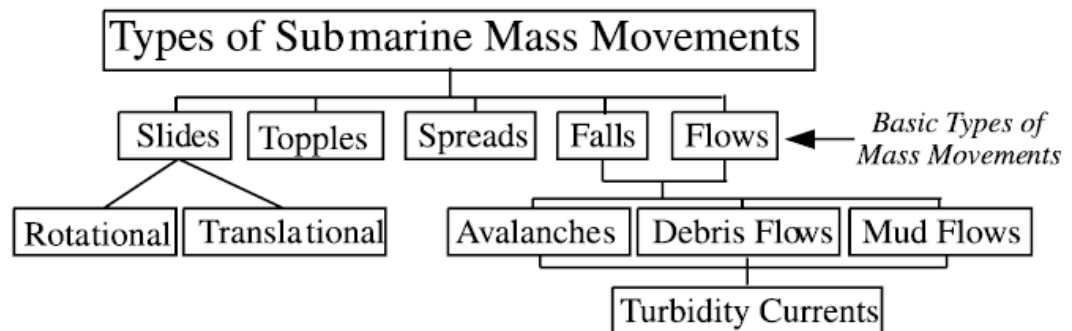 Types of Submarine Mass Movements
Slides
Topples
Spreads
Falls
Flows
Basic Types of
Mass Movements
Rotational
Translational
Avalanches
Debris Flows
Mud Flows
Turbidity Currents